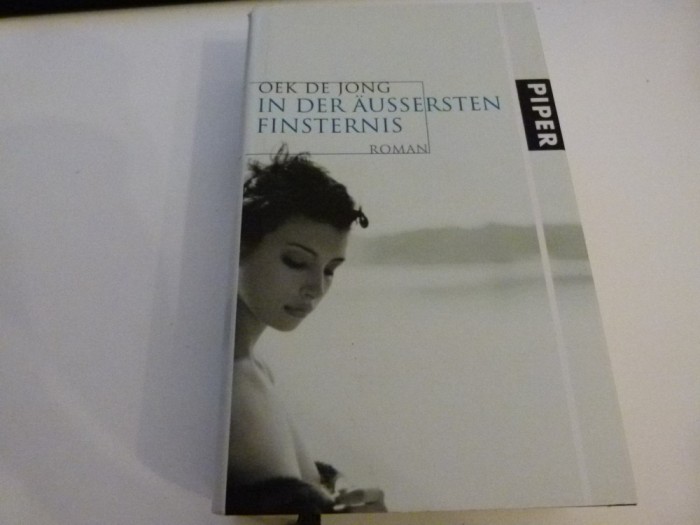 OEK DE JONG
IN DER ÄUSSERSTEN
FINSTERNIS
ROMAN
PIPER